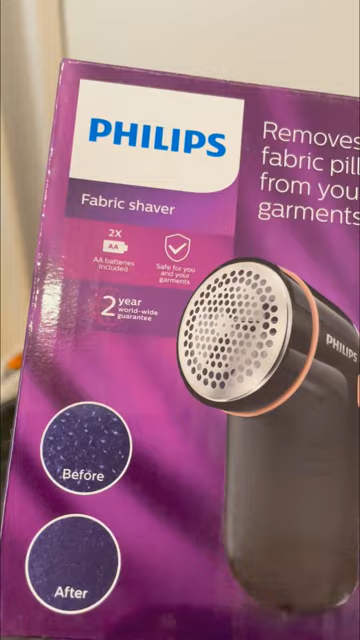 PHILIPS
Removes
fabric pill
from you
garments
Fabric shaver
2X
AA
AA batteries
included
Safe for you
and your
garments
2 year
world-wide
guarantee
PHILIPS
Before
After